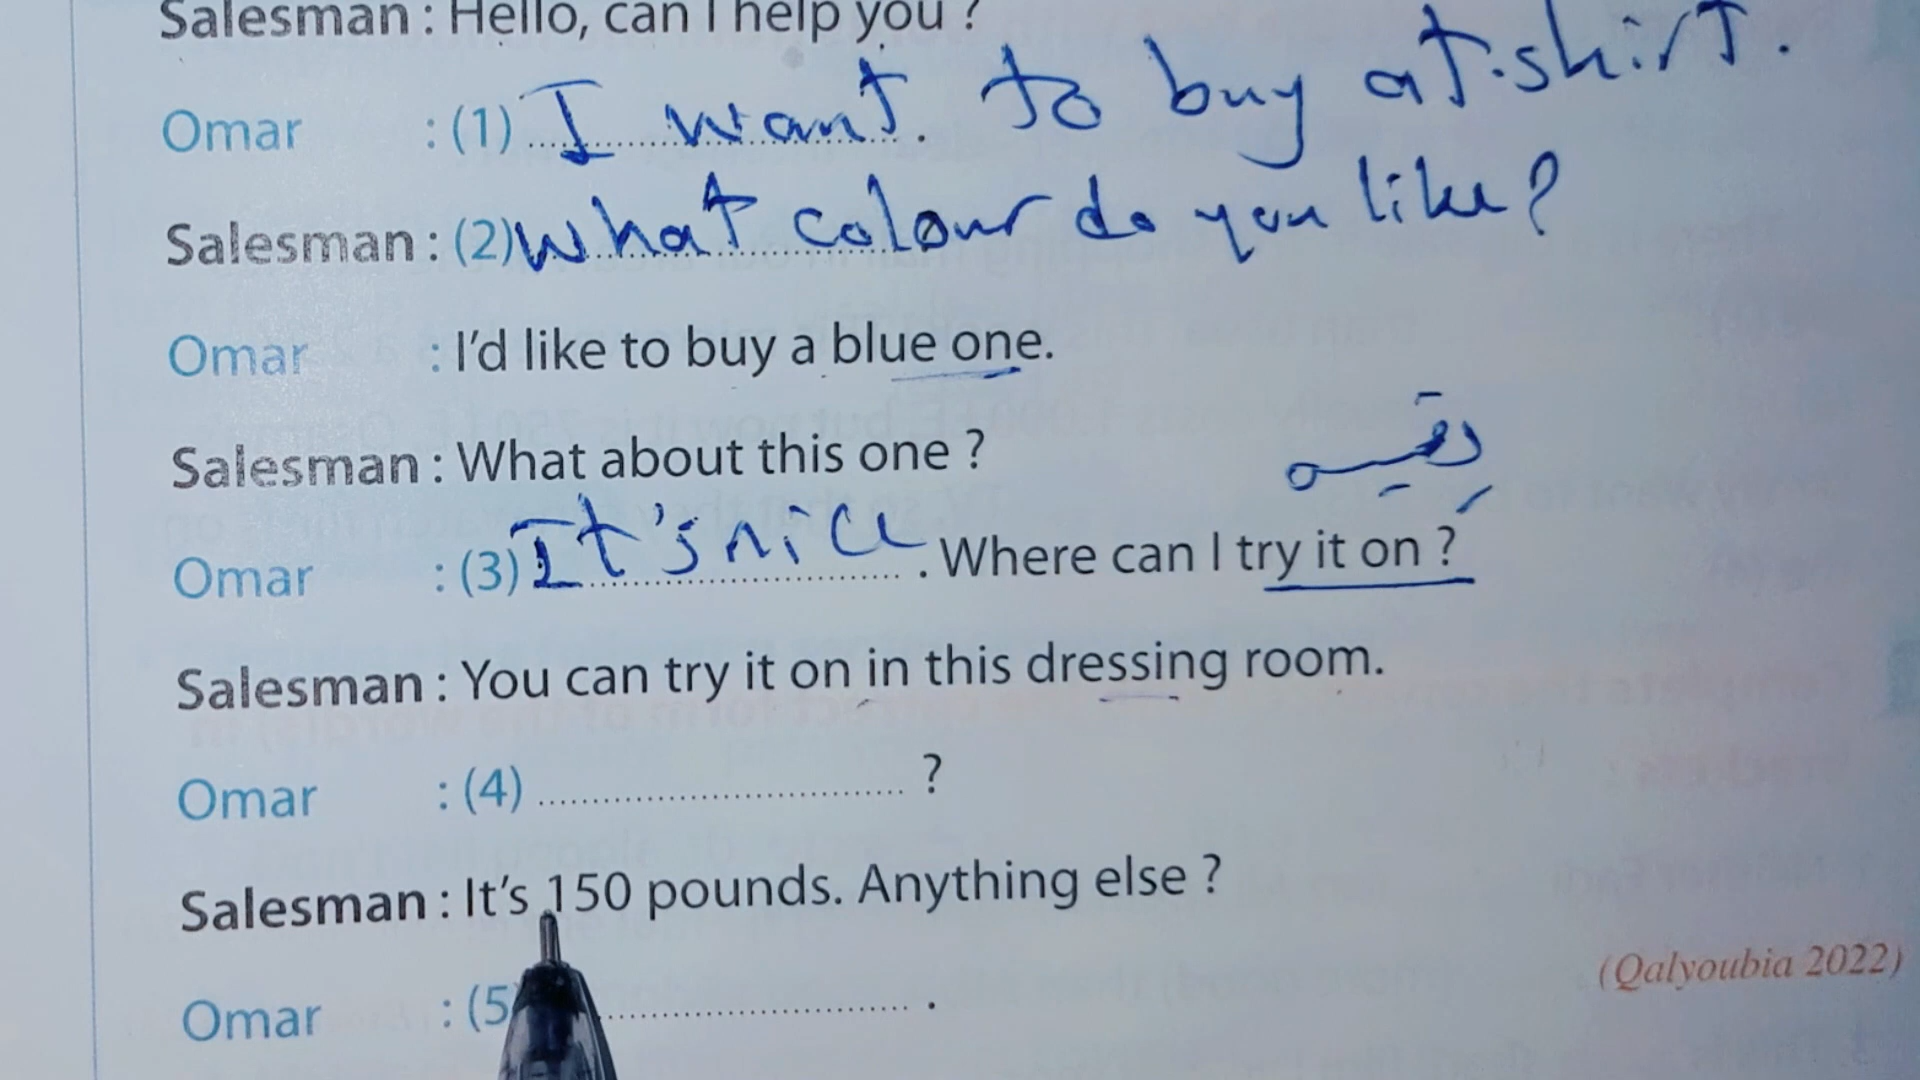 Salesman : Hello, can I help you ?
Omar : (1) I want to buy a t.shirt.
Salesman : (2) What colour do you like?
Omar : I'd like to buy a blue one.
Salesman : What about this one ?
Omar : (3) It's nice. Where can I try it on ?
Salesman : You can try it on in this dressing room.
Omar : (4) ........................................ ?
Salesman : It's 150 pounds. Anything else ?
(Qalyoubia 2022)
Omar : (5 ........................................ .